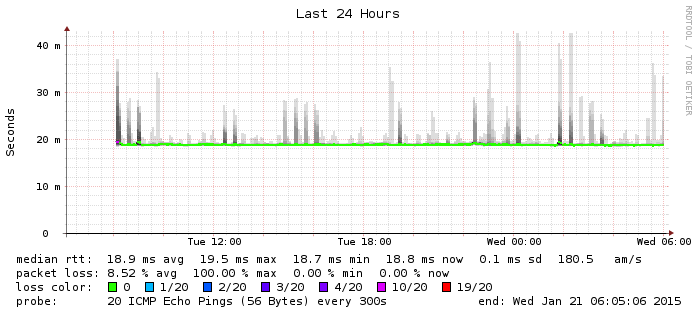 Last 24 Hours
RRDTOOL / TOBI OETIKER
Seconds
40 m
30 m
20 m
10 m
0
Tue 12:00 Tue 18:00 Wed 00:00 Wed 06:00
median rtt: 18.9 ms avg 19.5 ms max 18.7 ms min 18.8 ms now 0.1 ms sd 180.5 am/s
packet loss: 8.52 % avg 100.00 % max 0.00 % min 0.00 % now
loss color: 0 1/20 2/20 3/20 4/20 10/20 19/20
probe: 20 ICMP Echo Pings (56 Bytes) every 300s end: Wed Jan 21 06:05:06 2015